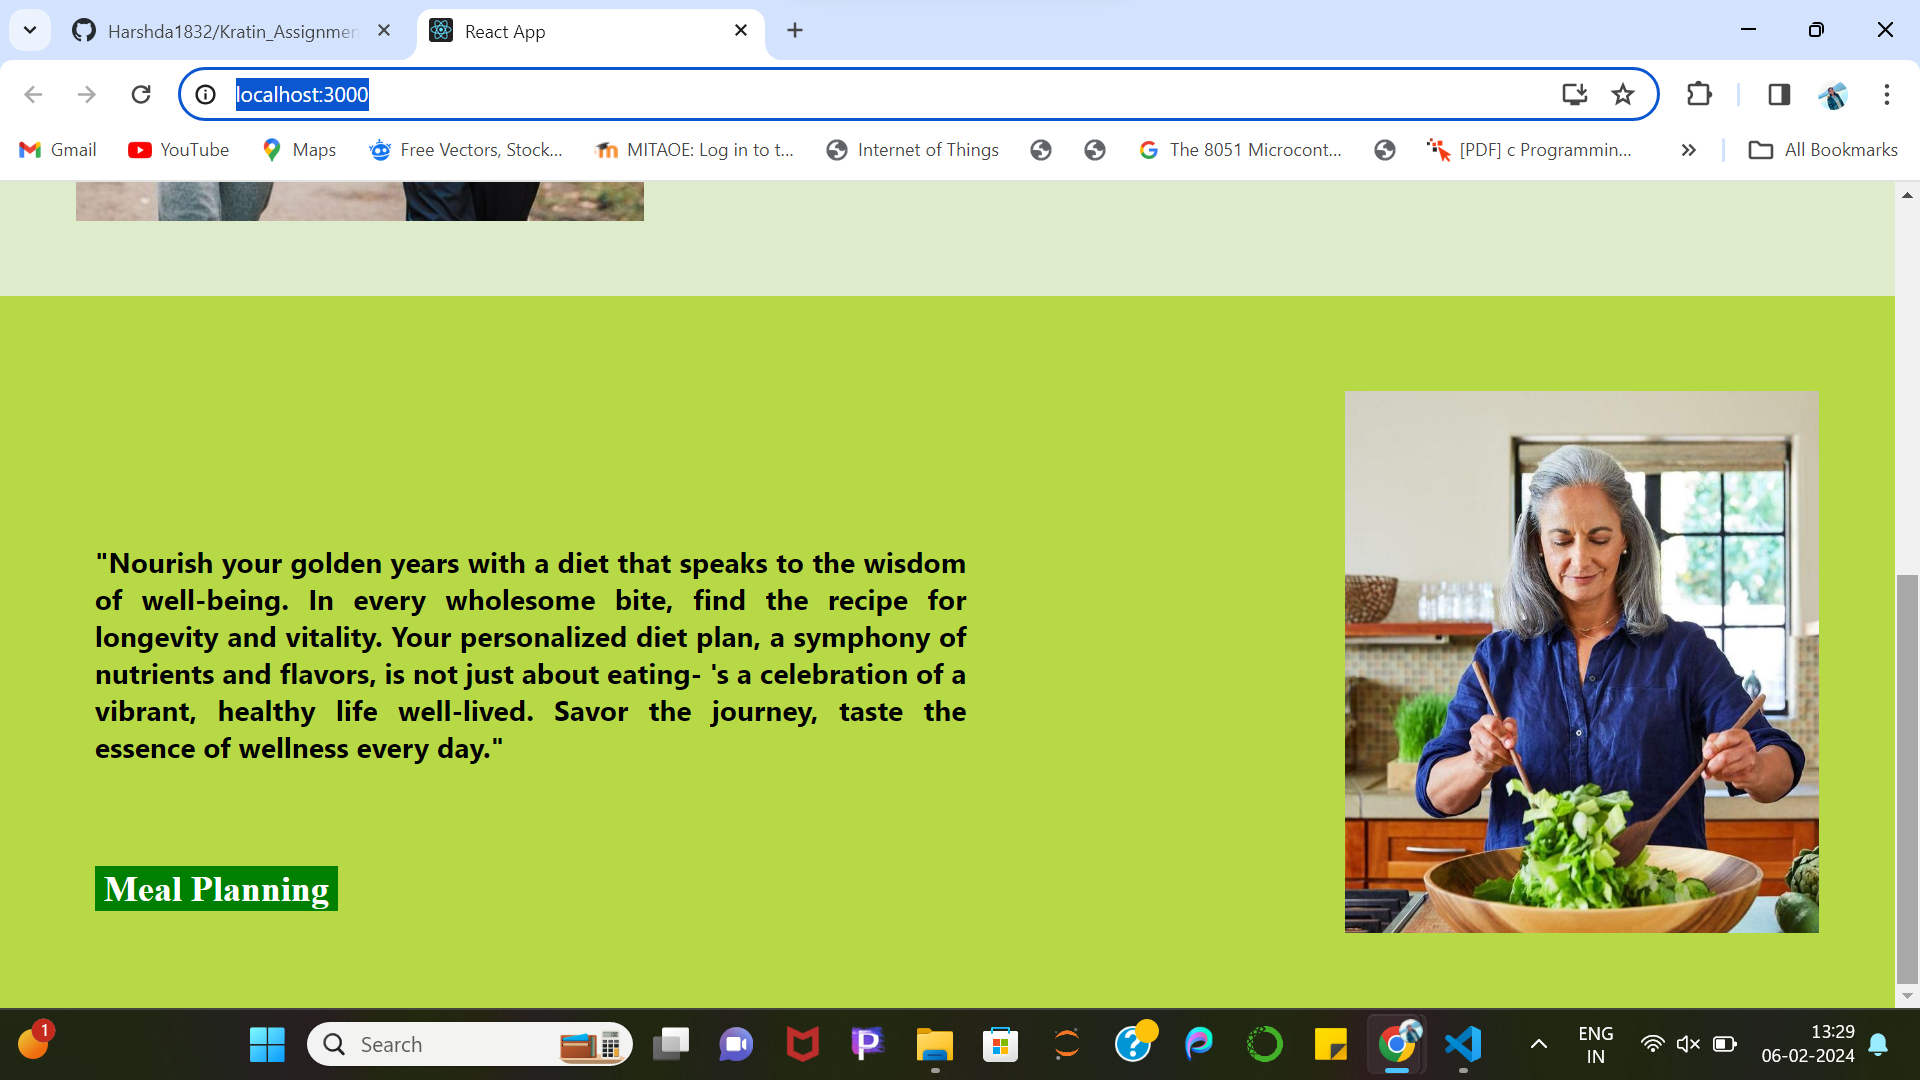 Harshda1832/Kratin_Assignmen
React App
localhost:3000
Gmail
YouTube
Maps
Free Vectors, Stock...
MITAOE: Log in to t...
Internet of Things
The 8051 Microcont...
[PDF] c Programmin...
All Bookmarks
"Nourish your golden years with a diet that speaks to the wisdom
of well-being. In every wholesome bite, find the recipe for
longevity and vitality. Your personalized diet plan, a symphony of
nutrients and flavors, is not just about eating- 's a celebration of a
vibrant, healthy life well-lived. Savor the journey, taste the
essence of wellness every day."
Meal Planning
1
Search
ENG
IN
13:29
06-02-2024